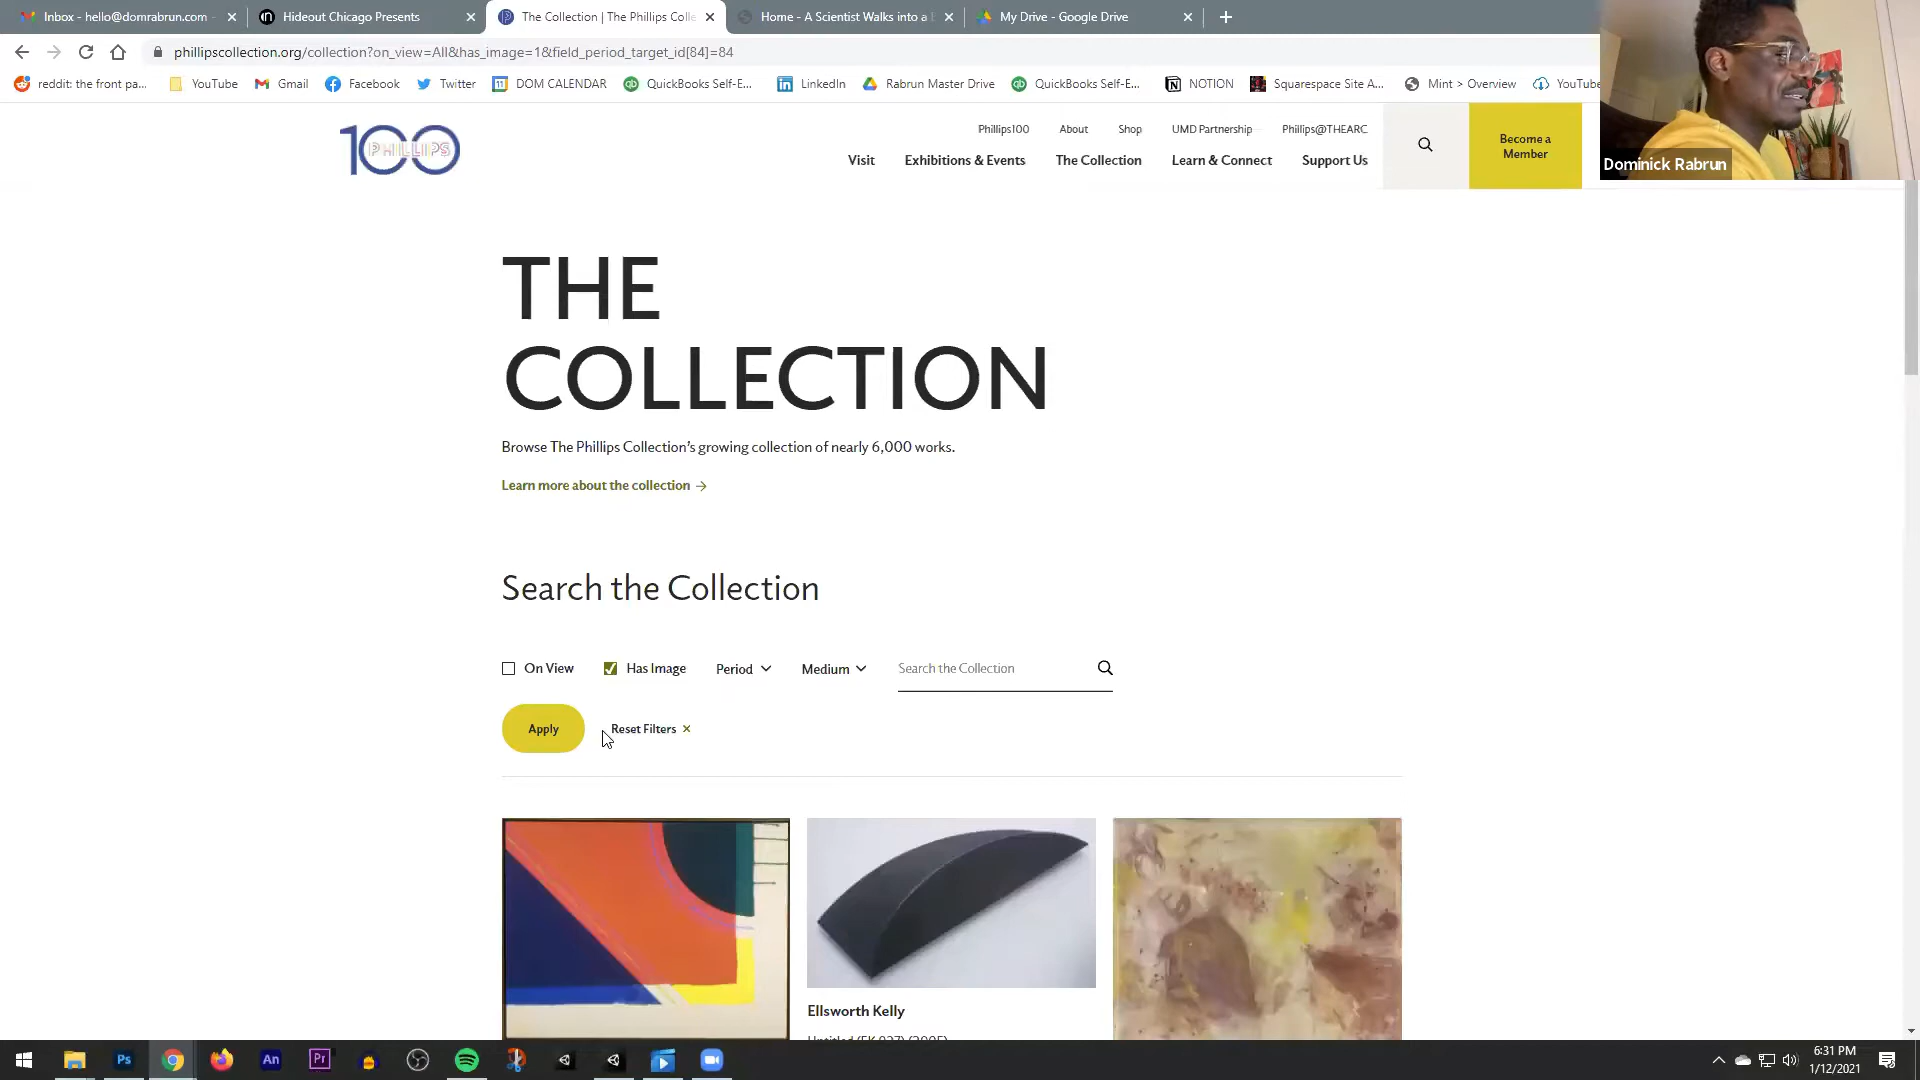 Inbox - hello@domrabrun.com -
Hideout Chicago Presents
The Collection | The Phillips Colle
Home - A Scientist Walks into a B
My Drive - Google Drive
phillipscollection.org/collection?on_view=All&has_image=1&field_period_target_id[84]=84
reddit: the front pa...
YouTube
Gmail
Facebook
Twitter
DOM CALENDAR
QuickBooks Self-E...
LinkedIn
Rabrun Master Drive
QuickBooks Self-E...
NOTION
Squarespace Site A...
Mint > Overview
YouTube
Dominick Rabrun
100
PHILLIPS
Phillips100
About
Shop
UMD Partnership
Phillips@THEARC
Visit
Exhibitions & Events
The Collection
Learn & Connect
Support Us
Become a
Member
THE
COLLECTION
Browse The Phillips Collection's growing collection of nearly 6,000 works.
Learn more about the collection →
Search the Collection
On View
Has Image
Period
Medium
Search the Collection
Apply
Reset Filters ×
Ellsworth Kelly
Ps
An
Pr
6:31 PM
1/12/2021